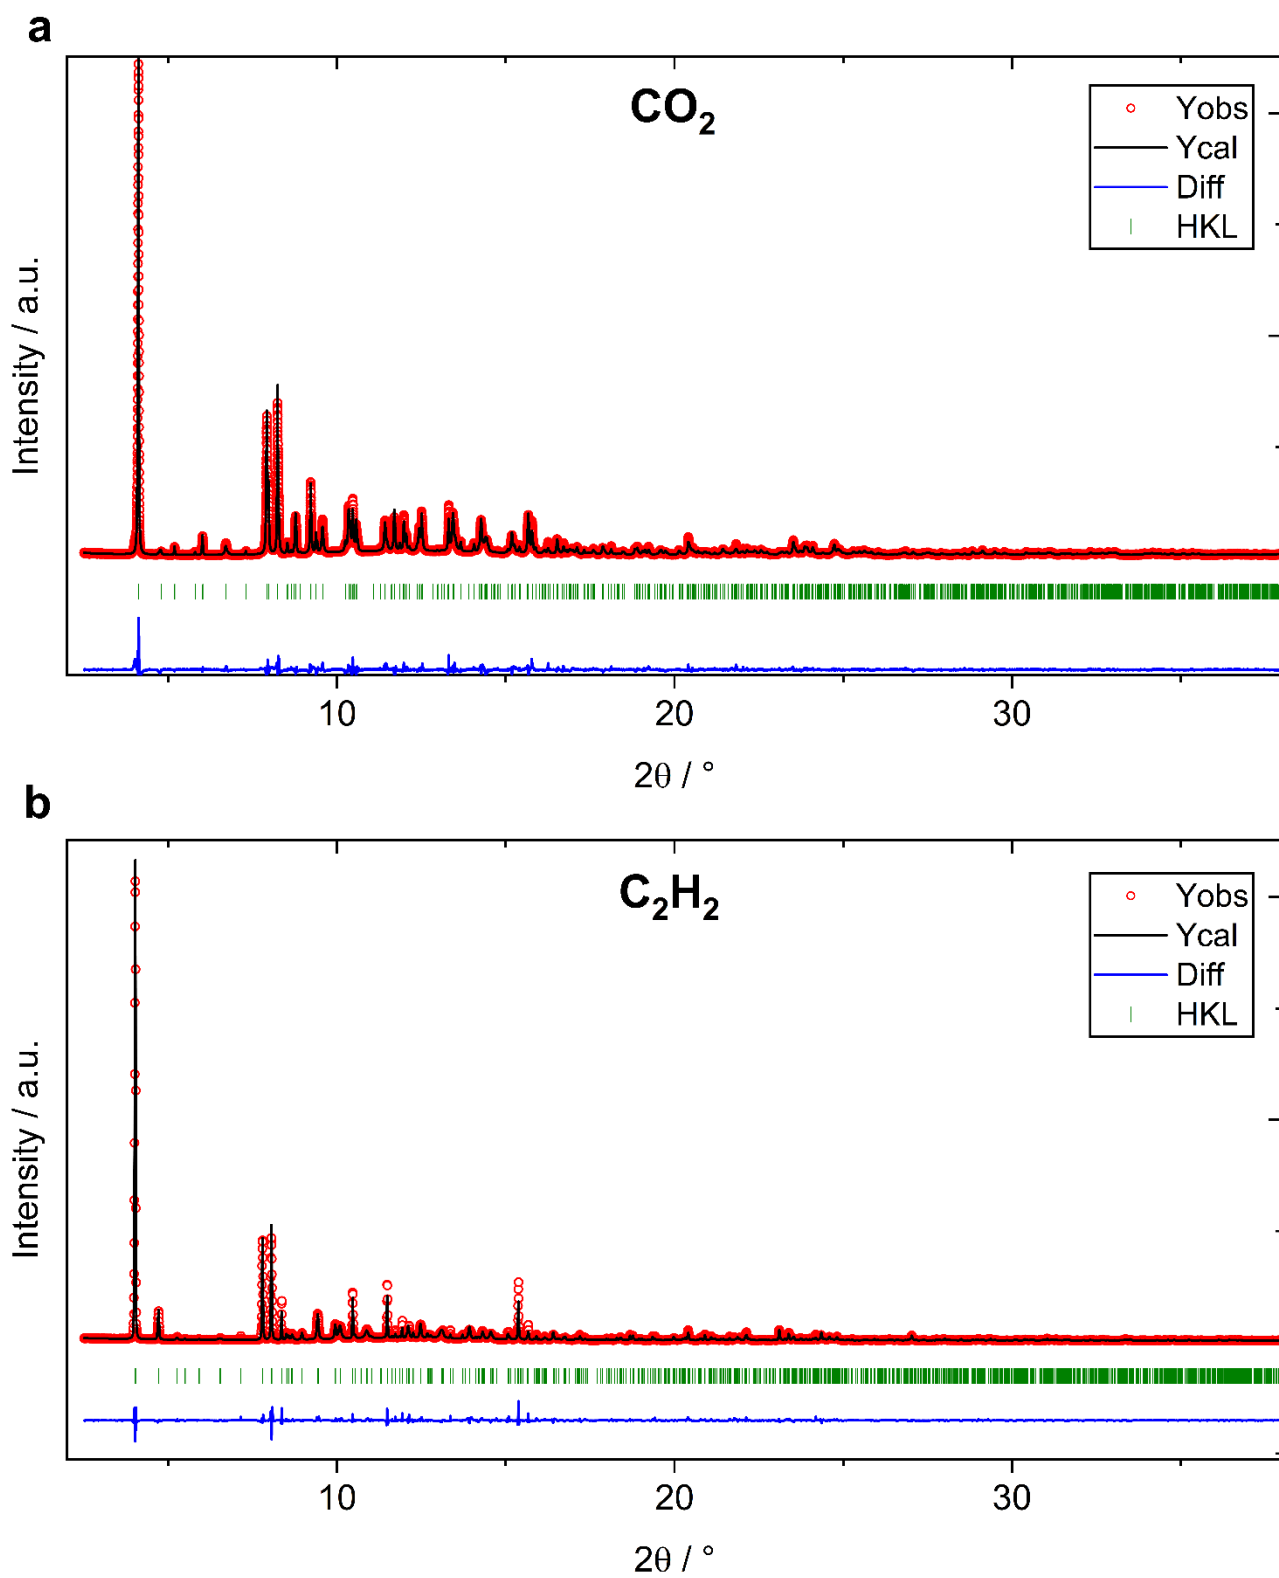 a
CO₂
Yobs
Ycal
Diff
HKL
Intensity / a.u.
10 20 30
2θ / °
b
C₂H₂
Yobs
Ycal
Diff
HKL
Intensity / a.u.
10 20 30
2θ / °